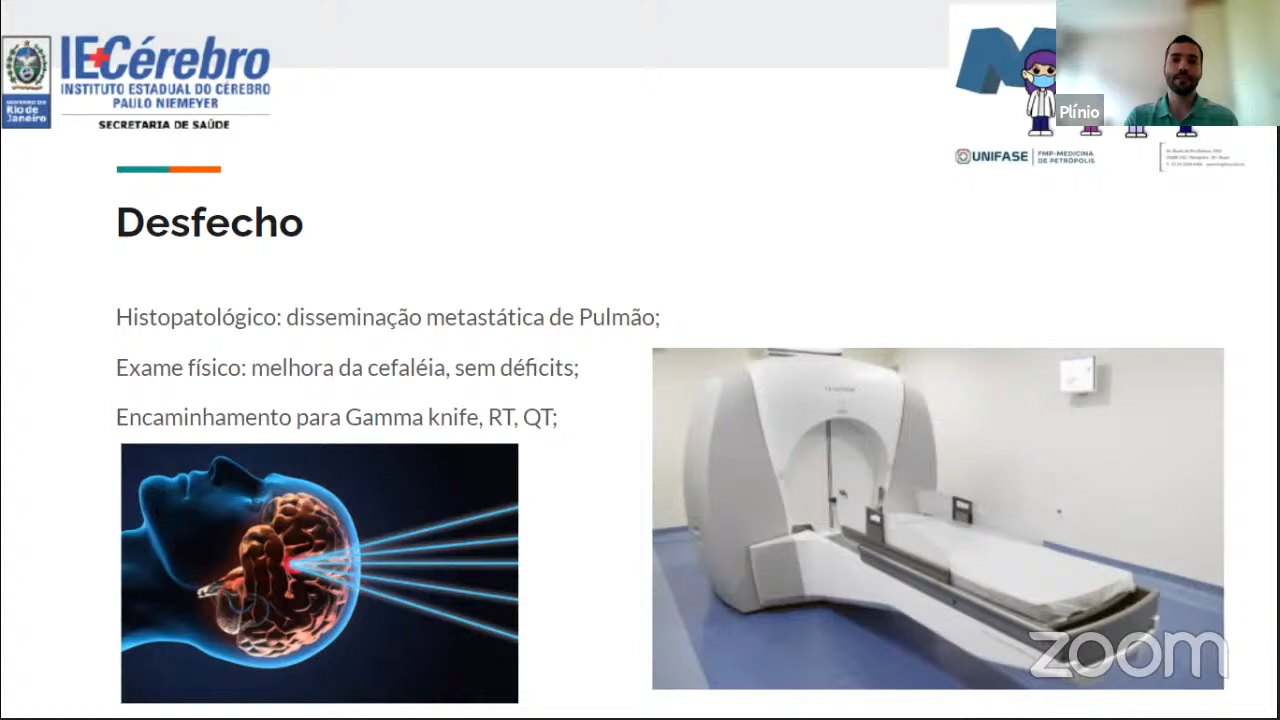 GOVERNO DO
Rio de
Janeiro
IECérebro
INSTITUTO ESTADUAL DO CÉREBRO
PAULO NIEMEYER
SECRETARIA DE SAÚDE
Plínio
UNIFASE
FMP-MEDICINA
DE PETRÓPOLIS
Desfecho
Histopatológico: disseminação metastática de Pulmão;
Exame físico: melhora da cefaléia, sem déficits;
Encaminhamento para Gamma knife, RT, QT;
zoom